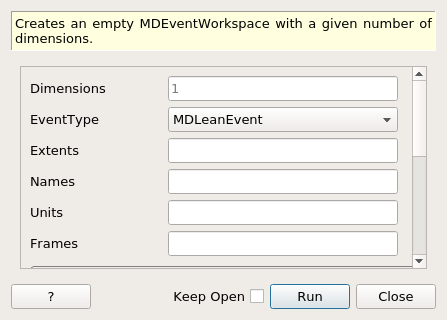 Creates an empty MDEventWorkspace with a given number of
dimensions.
Dimensions 1
EventType MDLeanEvent
Extents
Names
Units
Frames
? Keep Open Run Close